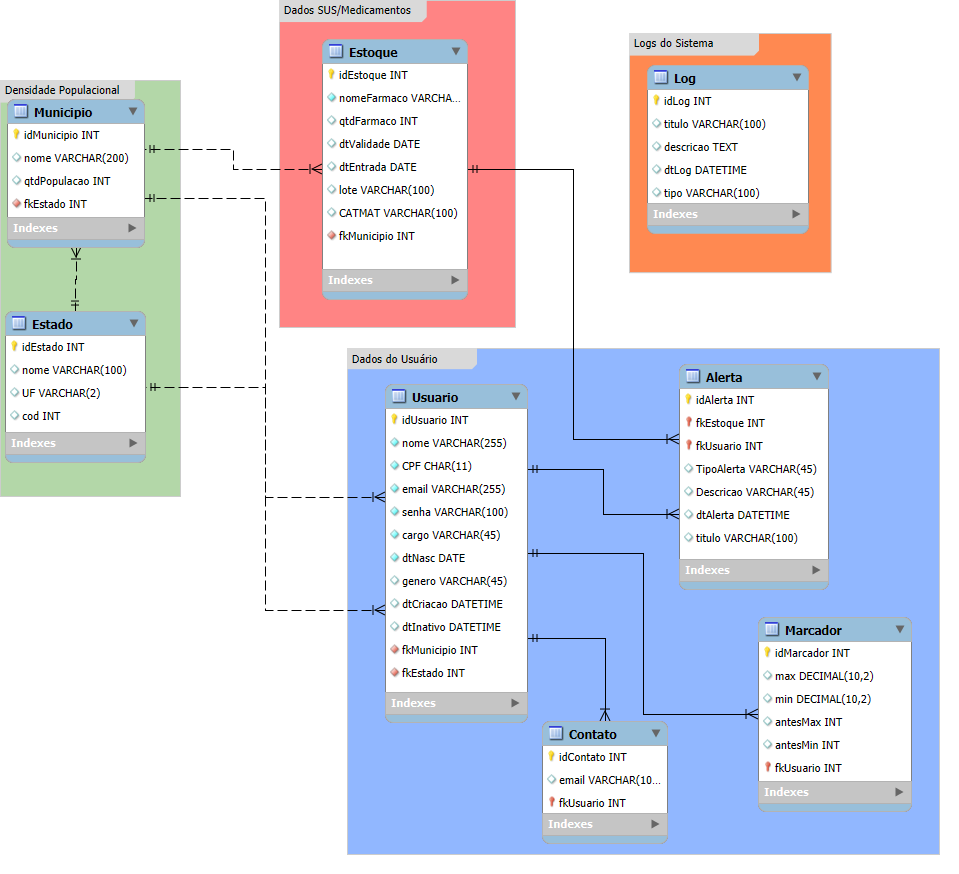 Dados SUS/Medicamentos
Estoque
idEstoque INT
nomeFarmaco VARCHA...
qtdFarmaco INT
dtValidade DATE
dtEntrada DATE
lote VARCHAR(100)
CATMAT VARCHAR(100)
fkMunicipio INT
Indexes
Logs do Sistema
Log
idLog INT
titulo VARCHAR(100)
descricao TEXT
dtLog DATETIME
tipo VARCHAR(100)
Indexes
Densidade Populacional
Municipio
idMunicipio INT
nome VARCHAR(200)
qtdPopulacao INT
fkEstado INT
Indexes
Estado
idEstado INT
nome VARCHAR(100)
UF VARCHAR(2)
cod INT
Indexes
Dados do Usuário
Usuario
idUsuario INT
nome VARCHAR(255)
CPF CHAR(11)
email VARCHAR(255)
senha VARCHAR(100)
cargo VARCHAR(45)
dtNasc DATE
genero VARCHAR(45)
dtCriacao DATETIME
dtInativo DATETIME
fkMunicipio INT
fkEstado INT
Indexes
Alerta
idAlerta INT
fkEstoque INT
fkUsuario INT
TipoAlerta VARCHAR(45)
Descricao VARCHAR(45)
dtAlerta DATETIME
titulo VARCHAR(100)
Indexes
Marcador
idMarcador INT
max DECIMAL(10,2)
min DECIMAL(10,2)
antesMax INT
antesMin INT
fkUsuario INT
Indexes
Contato
idContato INT
email VARCHAR(10...
fkUsuario INT
Indexes